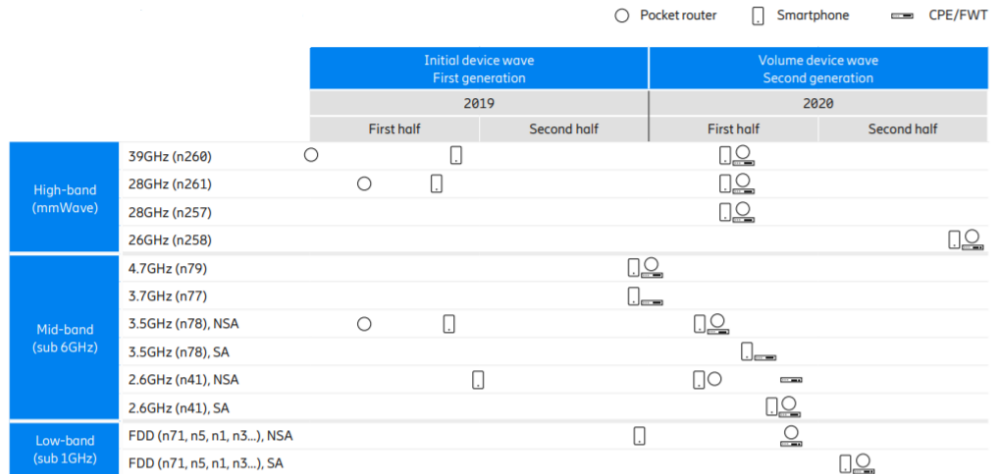 Pocket router
Smartphone
CPE/FWT
Initial device wave
First generation
Volume device wave
Second generation
2019
2020
First half
Second half
First half
Second half
High-band
(mmWave)
39GHz (n260)
28GHz (n261)
28GHz (n257)
26GHz (n258)
Mid-band
(sub 6GHz)
4.7GHz (n79)
3.7GHz (n77)
3.5GHz (n78), NSA
3.5GHz (n78), SA
2.6GHz (n41), NSA
2.6GHz (n41), SA
Low-band
(sub 1GHz)
FDD (n71, n5, n1, n3...), NSA
FDD (n71, n5, n1, n3...), SA